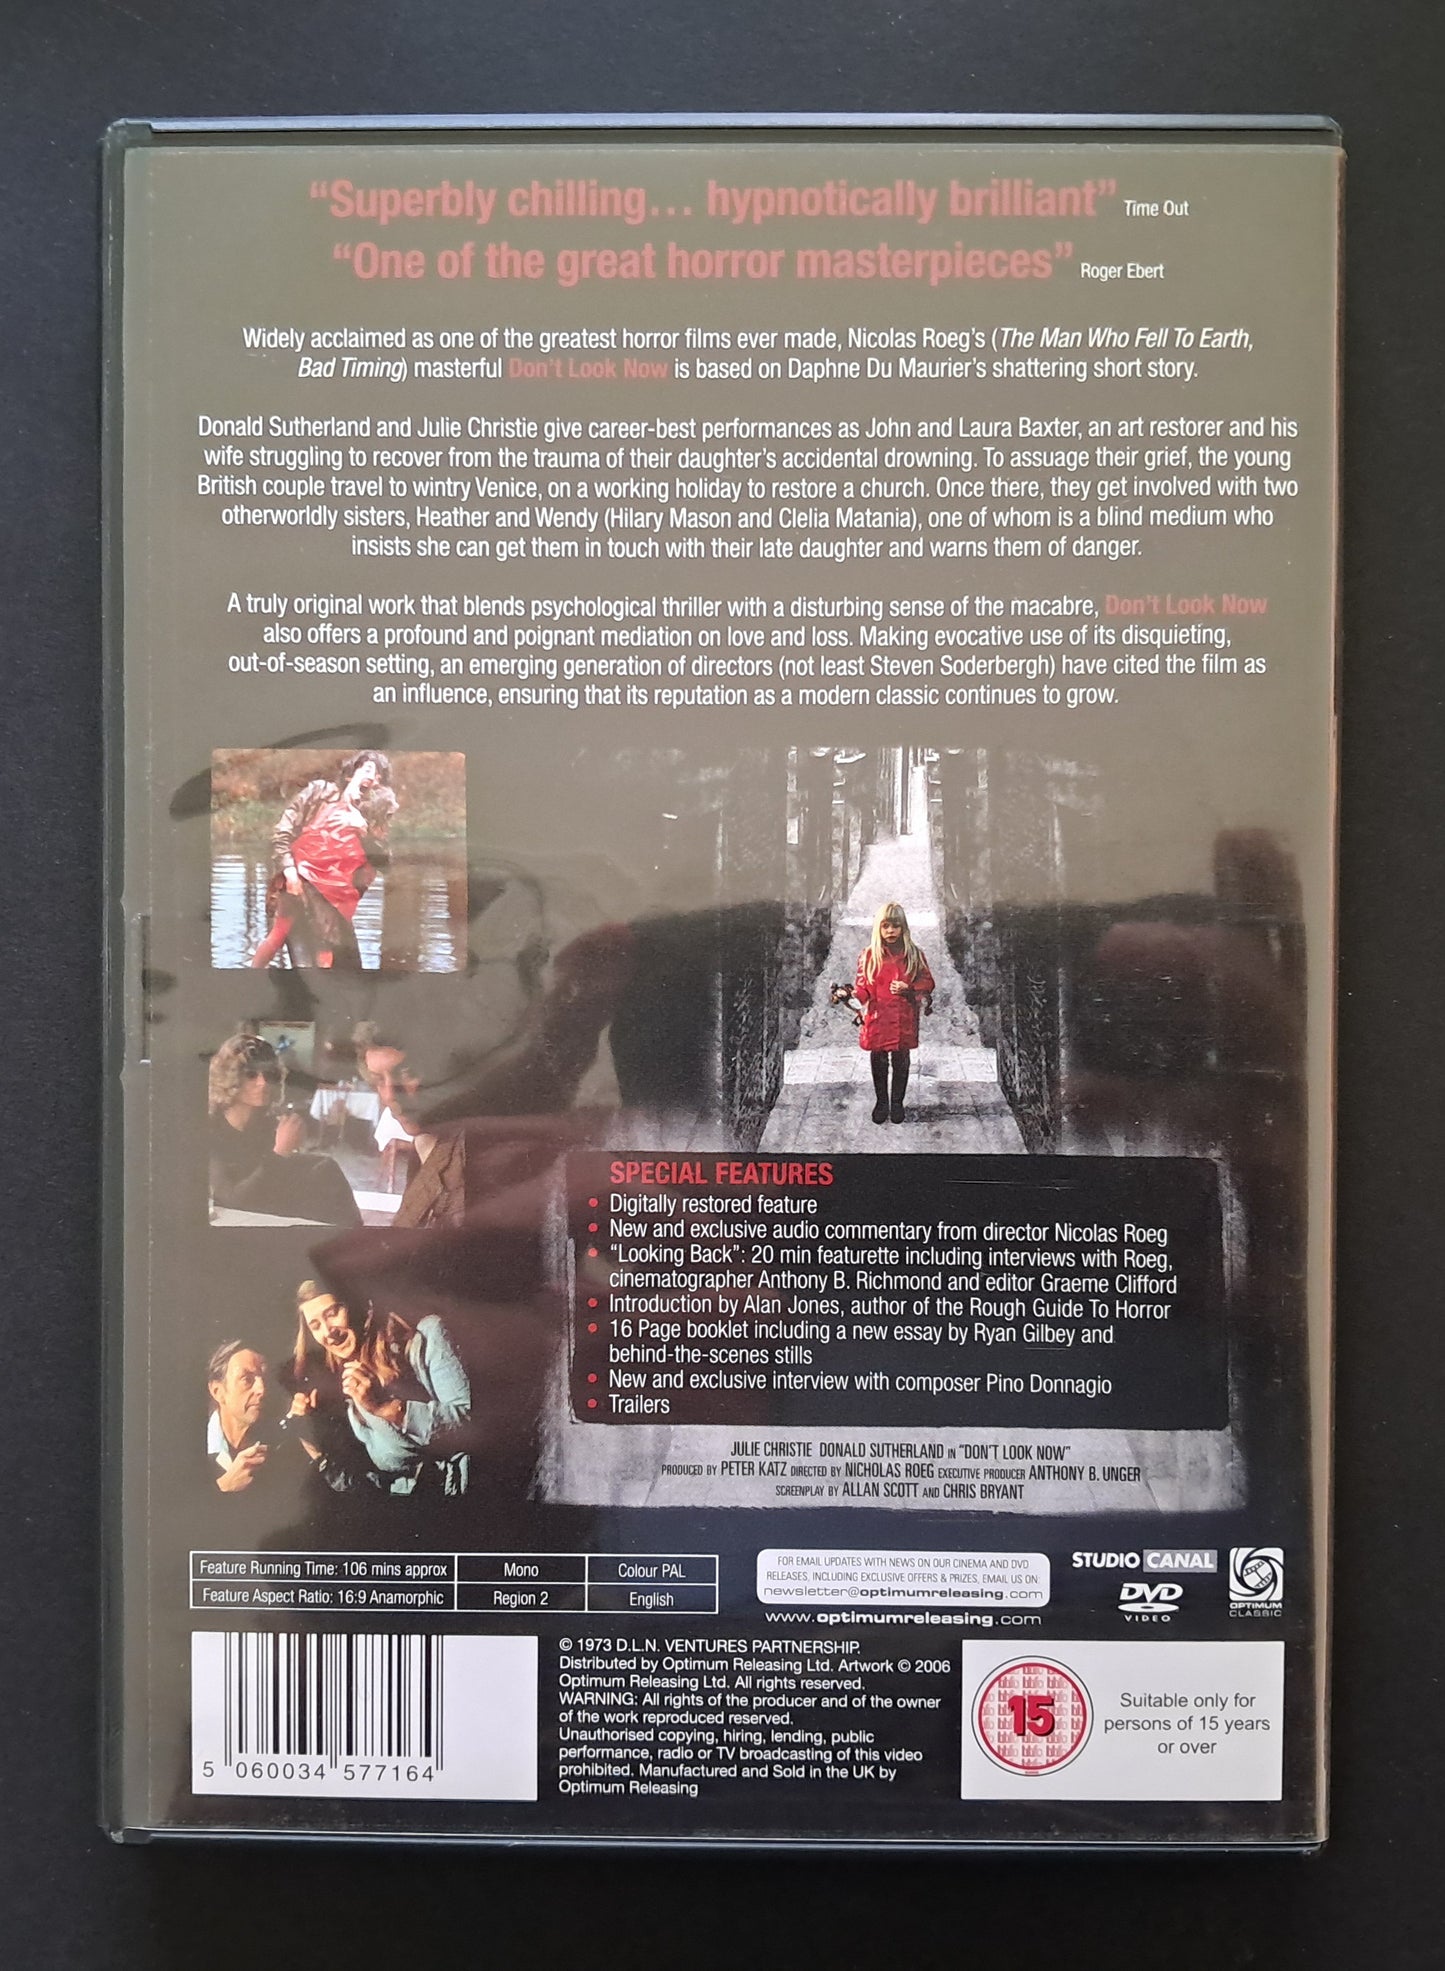 “Superbly chilling... hypnotically brilliant” Time Out
“One of the great horror masterpieces” Roger Ebert
Widely acclaimed as one of the greatest horror films ever made, Nicolas Roeg's (The Man Who Fell To Earth,
Bad Timing) masterful Don't Look Now is based on Daphne Du Maurier's shattering short story.
Donald Sutherland and Julie Christie give career-best performances as John and Laura Baxter, an art restorer and his
wife struggling to recover from the trauma of their daughter's accidental drowning. To assuage their grief, the young
British couple travel to wintry Venice, on a working holiday to restore a church. Once there, they get involved with two
otherworldly sisters, Heather and Wendy (Hilary Mason and Clelia Matania), one of whom is a blind medium who
insists she can get them in touch with their late daughter and warns them of danger.
A truly original work that blends psychological thriller with a disturbing sense of the macabre, Don't Look Now
also offers a profound and poignant mediation on love and loss. Making evocative use of its disquieting,
out-of-season setting, an emerging generation of directors (not least Steven Soderbergh) have cited the film as
an influence, ensuring that its reputation as a modern classic continues to grow.
SPECIAL FEATURES
• Digitally restored feature
• New and exclusive audio commentary from director Nicolas Roeg
• “Looking Back”: 20 min featurette including interviews with Roeg,
cinematographer Anthony B. Richmond and editor Graeme Clifford
• Introduction by Alan Jones, author of the Rough Guide To Horror
• 16 Page booklet including a new essay by Ryan Gilbey and
behind-the-scenes stills
• New and exclusive interview with composer Pino Donnagio
• Trailers
JULIE CHRISTIE DONALD SUTHERLAND IN “DON'T LOOK NOW”
PRODUCED BY PETER KATZ DIRECTED BY NICHOLAS ROEG EXECUTIVE PRODUCER ANTHONY B. UNGER
SCREENPLAY BY ALLAN SCOTT AND CHRIS BRYANT
Feature Running Time: 106 mins approx Mono Colour PAL
Feature Aspect Ratio: 16:9 Anamorphic Region 2 English
FOR EMAIL UPDATES WITH NEWS ON OUR CINEMA AND DVD
RELEASES, INCLUDING EXCLUSIVE OFFERS & PRIZES, EMAIL US ON:
newsletter@optimumreleasing.com
www.optimumreleasing.com
STUDIO CANAL
DVD
VIDEO
OPTIMUM
CLASSIC
5 060034 577164
© 1973 D.L.N. VENTURES PARTNERSHIP.
Distributed by Optimum Releasing Ltd. Artwork © 2006
Optimum Releasing Ltd. All rights reserved.
WARNING: All rights of the producer and of the owner
of the work reproduced reserved.
Unauthorised copying, hiring, lending, public
performance, radio or TV broadcasting of this video
prohibited. Manufactured and Sold in the UK by
Optimum Releasing
15
Suitable only for
persons of 15 years
or over